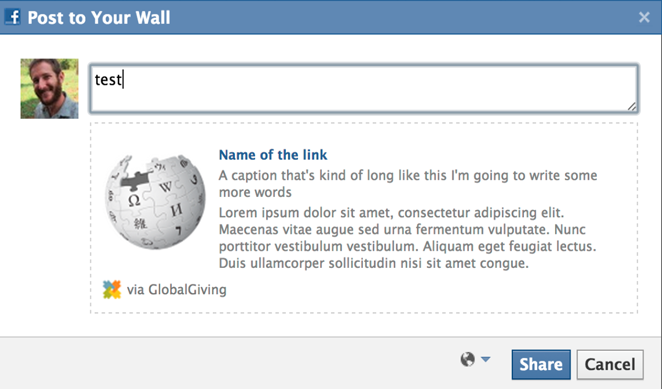 Post to Your Wall
test
Name of the link
A caption that's kind of long like this I'm going to write some
more words
Lorem ipsum dolor sit amet, consectetur adipiscing elit.
Maecenas vitae augue sed urna fermentum vulputate. Nunc
porttitor vestibulum vestibulum. Aliquam eget feugiat lectus.
Duis ullamcorper sollicitudin nisi sit amet congue.
via GlobalGiving
Share Cancel